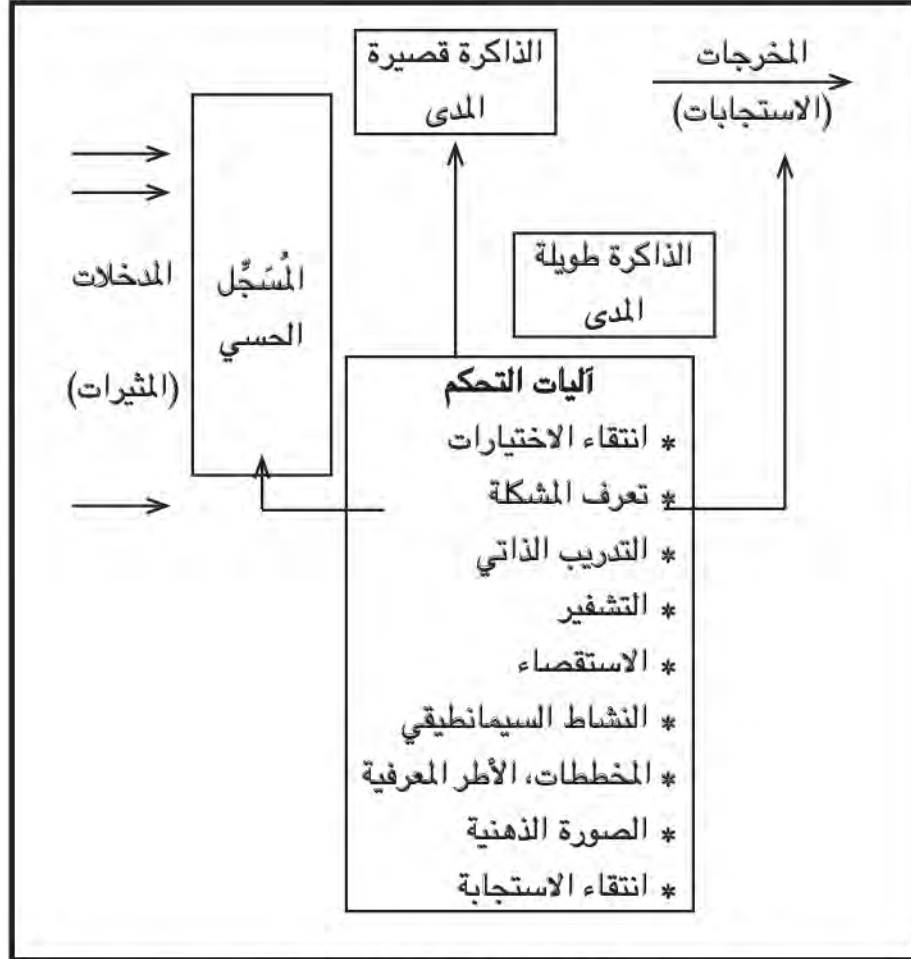 الذاكرة قصيرة
المدى
المخرجات
(الاستجابات)
الذاكرة طويلة
المدى
المُسَجِّل
الحسي
المدخلات
(المثيرات)
آليات التحكم
* انتقاء الاختيارات
* تعرف المشكلة
* التدريب الذاتي
* التشفير
* الاستقصاء
* النشاط السيمانطيقي
* المخططات، الأطر المعرفية
* الصورة الذهنية
* انتقاء الاستجابة